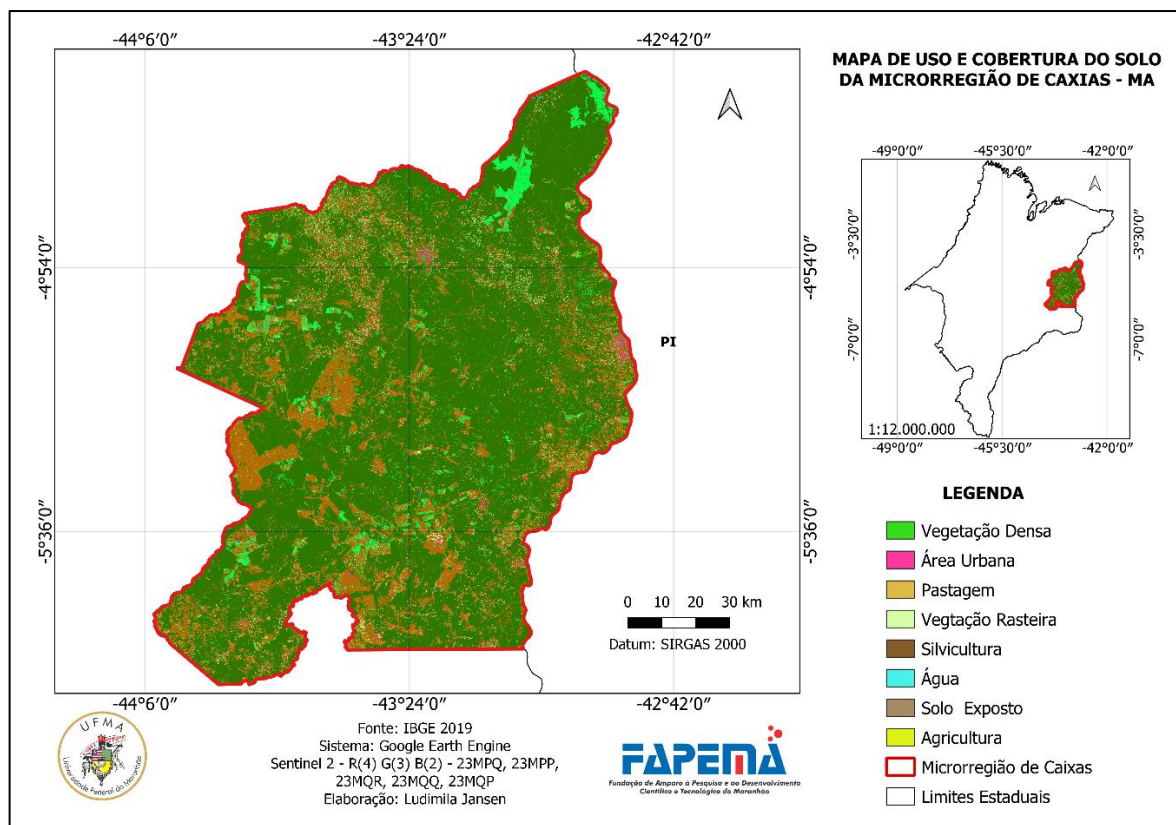 MAPA DE USO E COBERTURA DO SOLO
DA MICRORREGIÃO DE CAXIAS - MA
-44°6′0″ -43°24′0″ -42°42′0″
-4°54′0″ -4°54′0″
-5°36′0″ -5°36′0″
PI
0 10 20 30 km
Datum: SIRGAS 2000
-44°6′0″ -43°24′0″ -42°42′0″
-49°0′0″ -45°30′0″ -42°0′0″
-3°30′0″ -3°30′0″
-7°0′0″ -7°0′0″
1:12.000.000
-49°0′0″ -45°30′0″ -42°0′0″
LEGENDA
Vegetação Densa
Área Urbana
Pastagem
Vegtação Rasteira
Silvicultura
Água
Solo Exposto
Agricultura
Microrregião de Caixas
Limites Estaduais
UFMA
Universidade Federal do Maranhão
Fonte: IBGE 2019
Sistema: Google Earth Engine
Sentinel 2 - R(4) G(3) B(2) - 23MPQ, 23MPP,
23MQR, 23MQQ, 23MQP
Elaboração: Ludimila Jansen
FAPEMA
Fundação de Amparo à Pesquisa e ao Desenvolvimento
Científico e Tecnológico do Maranhão